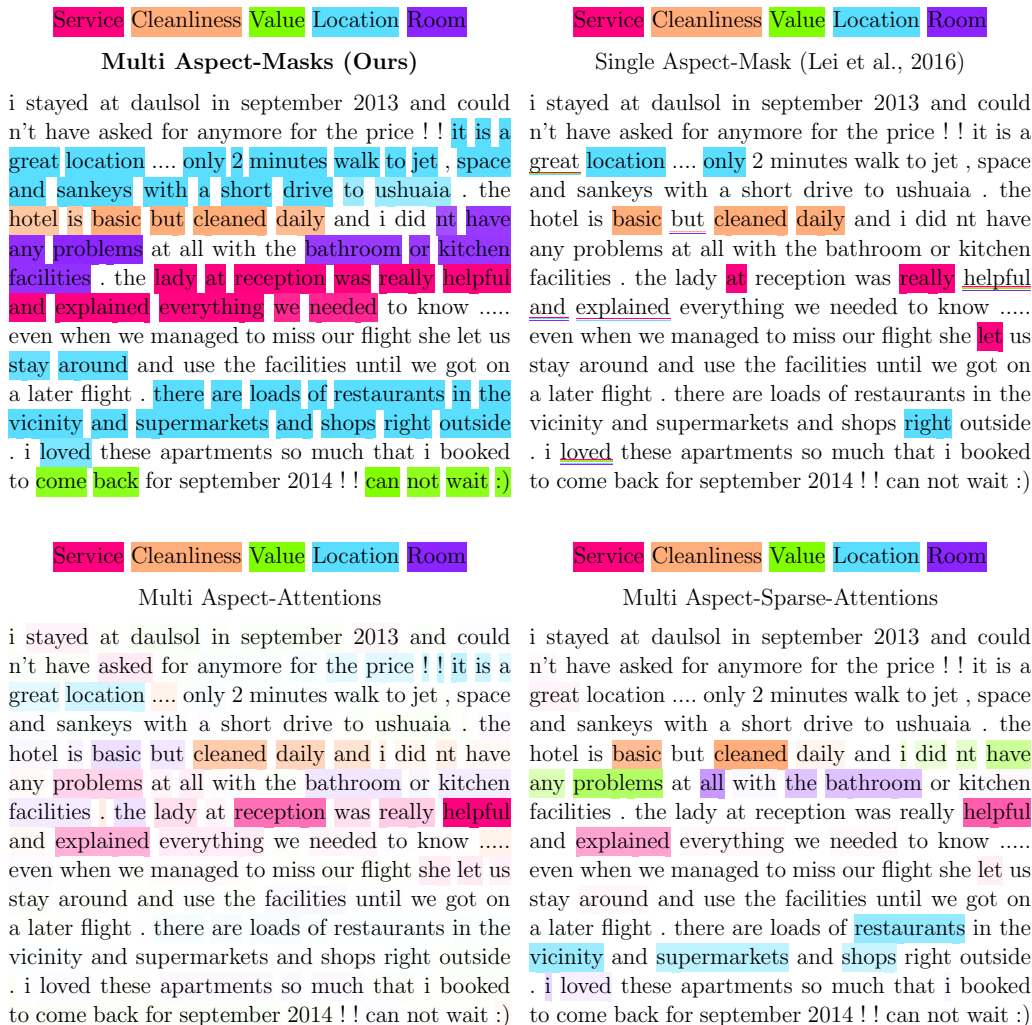 Service Cleanliness Value Location Room
Multi Aspect-Masks (Ours)
i stayed at daulsol in september 2013 and could
n't have asked for anymore for the price ! ! it is a
great location .... only 2 minutes walk to jet , space
and sankeys with a short drive to ushuaia . the
hotel is basic but cleaned daily and i did nt have
any problems at all with the bathroom or kitchen
facilities . the lady at reception was really helpful
and explained everything we needed to know .....
even when we managed to miss our flight she let us
stay around and use the facilities until we got on
a later flight . there are loads of restaurants in the
vicinity and supermarkets and shops right outside
. i loved these apartments so much that i booked
to come back for september 2014 ! ! can not wait :)
Service Cleanliness Value Location Room
Single Aspect-Mask (Lei et al., 2016)
i stayed at daulsol in september 2013 and could
n't have asked for anymore for the price ! ! it is a
great location .... only 2 minutes walk to jet , space
and sankeys with a short drive to ushuaia . the
hotel is basic but cleaned daily and i did nt have
any problems at all with the bathroom or kitchen
facilities . the lady at reception was really helpful
and explained everything we needed to know .....
even when we managed to miss our flight she let us
stay around and use the facilities until we got on
a later flight . there are loads of restaurants in the
vicinity and supermarkets and shops right outside
. i loved these apartments so much that i booked
to come back for september 2014 ! ! can not wait :)
Service Cleanliness Value Location Room
Multi Aspect-Attentions
i stayed at daulsol in september 2013 and could
n't have asked for anymore for the price ! ! it is a
great location .... only 2 minutes walk to jet , space
and sankeys with a short drive to ushuaia . the
hotel is basic but cleaned daily and i did nt have
any problems at all with the bathroom or kitchen
facilities . the lady at reception was really helpful
and explained everything we needed to know .....
even when we managed to miss our flight she let us
stay around and use the facilities until we got on
a later flight . there are loads of restaurants in the
vicinity and supermarkets and shops right outside
. i loved these apartments so much that i booked
to come back for september 2014 ! ! can not wait :)
Service Cleanliness Value Location Room
Multi Aspect-Sparse-Attentions
i stayed at daulsol in september 2013 and could
n't have asked for anymore for the price ! ! it is a
great location .... only 2 minutes walk to jet , space
and sankeys with a short drive to ushuaia . the
hotel is basic but cleaned daily and i did nt have
any problems at all with the bathroom or kitchen
facilities . the lady at reception was really helpful
and explained everything we needed to know .....
even when we managed to miss our flight she let us
stay around and use the facilities until we got on
a later flight . there are loads of restaurants in the
vicinity and supermarkets and shops right outside
. i loved these apartments so much that i booked
to come back for september 2014 ! ! can not wait :)